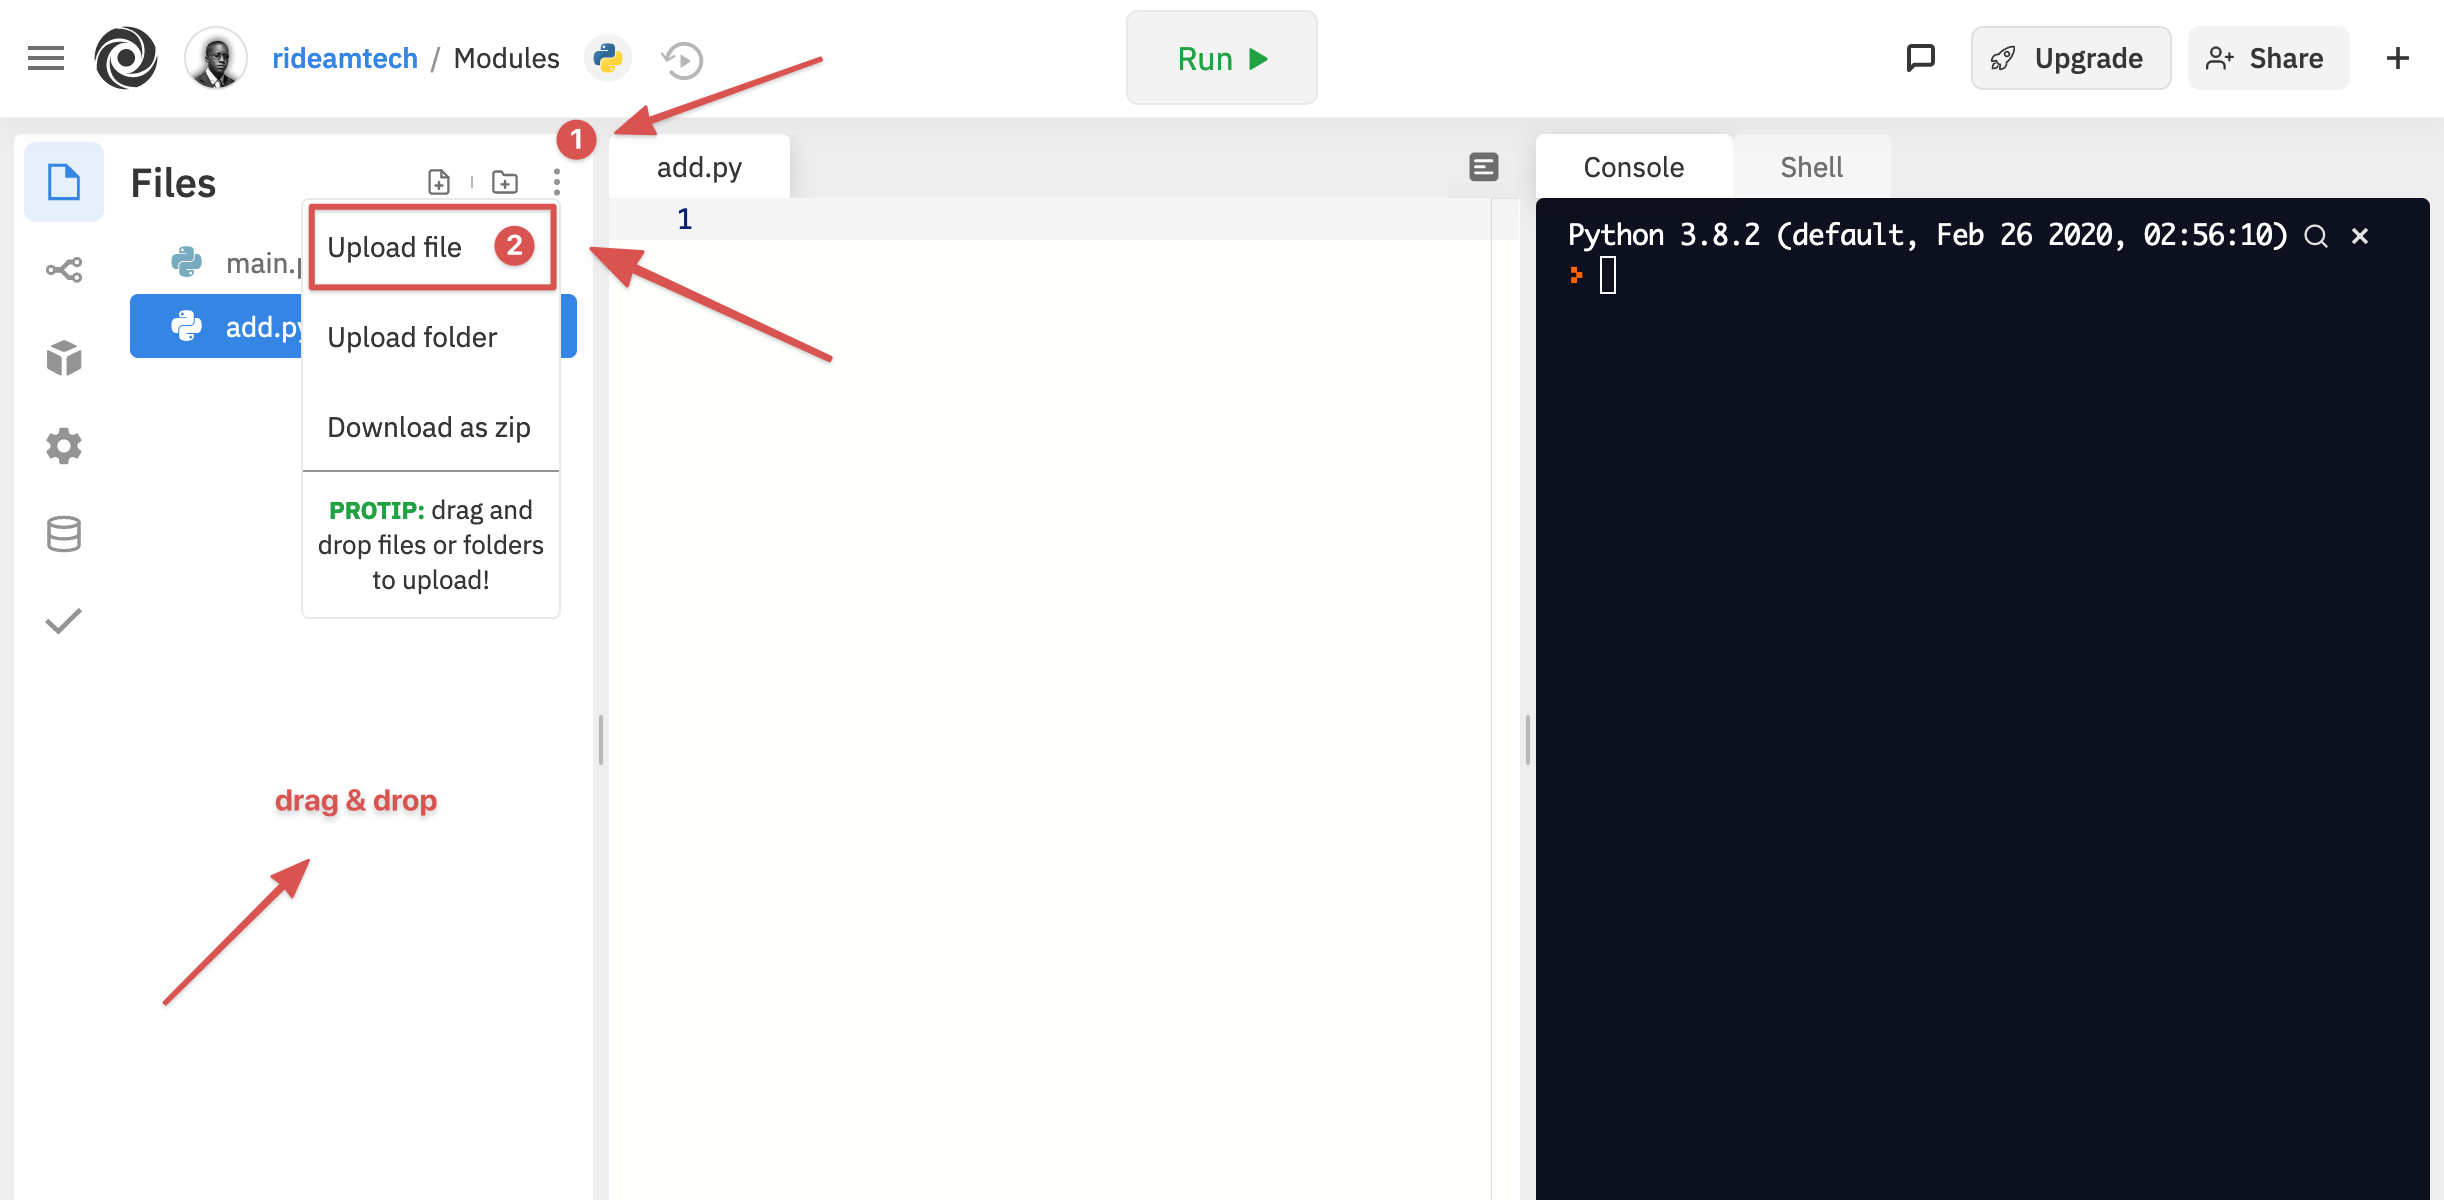 rideamtech / Modules
Run
Upgrade
Share
1
Files
add.py
Console
Shell
main.p
add.py
Upload file 2
Upload folder
Download as zip
PROTIP: drag and
drop files or folders
to upload!
drag & drop
1
Python 3.8.2 (default, Feb 26 2020, 02:56:10)